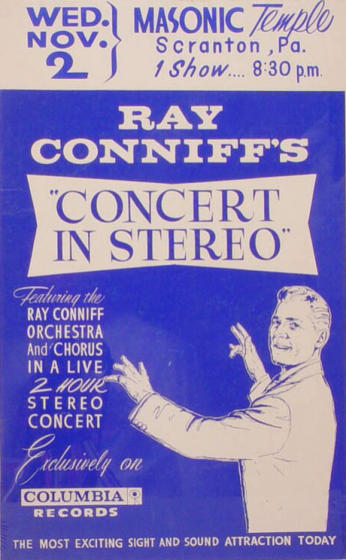 WED. NOV. 2
MASONIC Temple
Scranton, Pa.
1 Show.... 8:30 p.m.
RAY
CONNIFF'S
"CONCERT
IN STEREO"
Featuring the
RAY CONNIFF
ORCHESTRA
And CHORUS
IN A LIVE
2 HOUR
STEREO
CONCERT
Exclusively on
COLUMBIA
RECORDS
THE MOST EXCITING SIGHT AND SOUND ATTRACTION TODAY